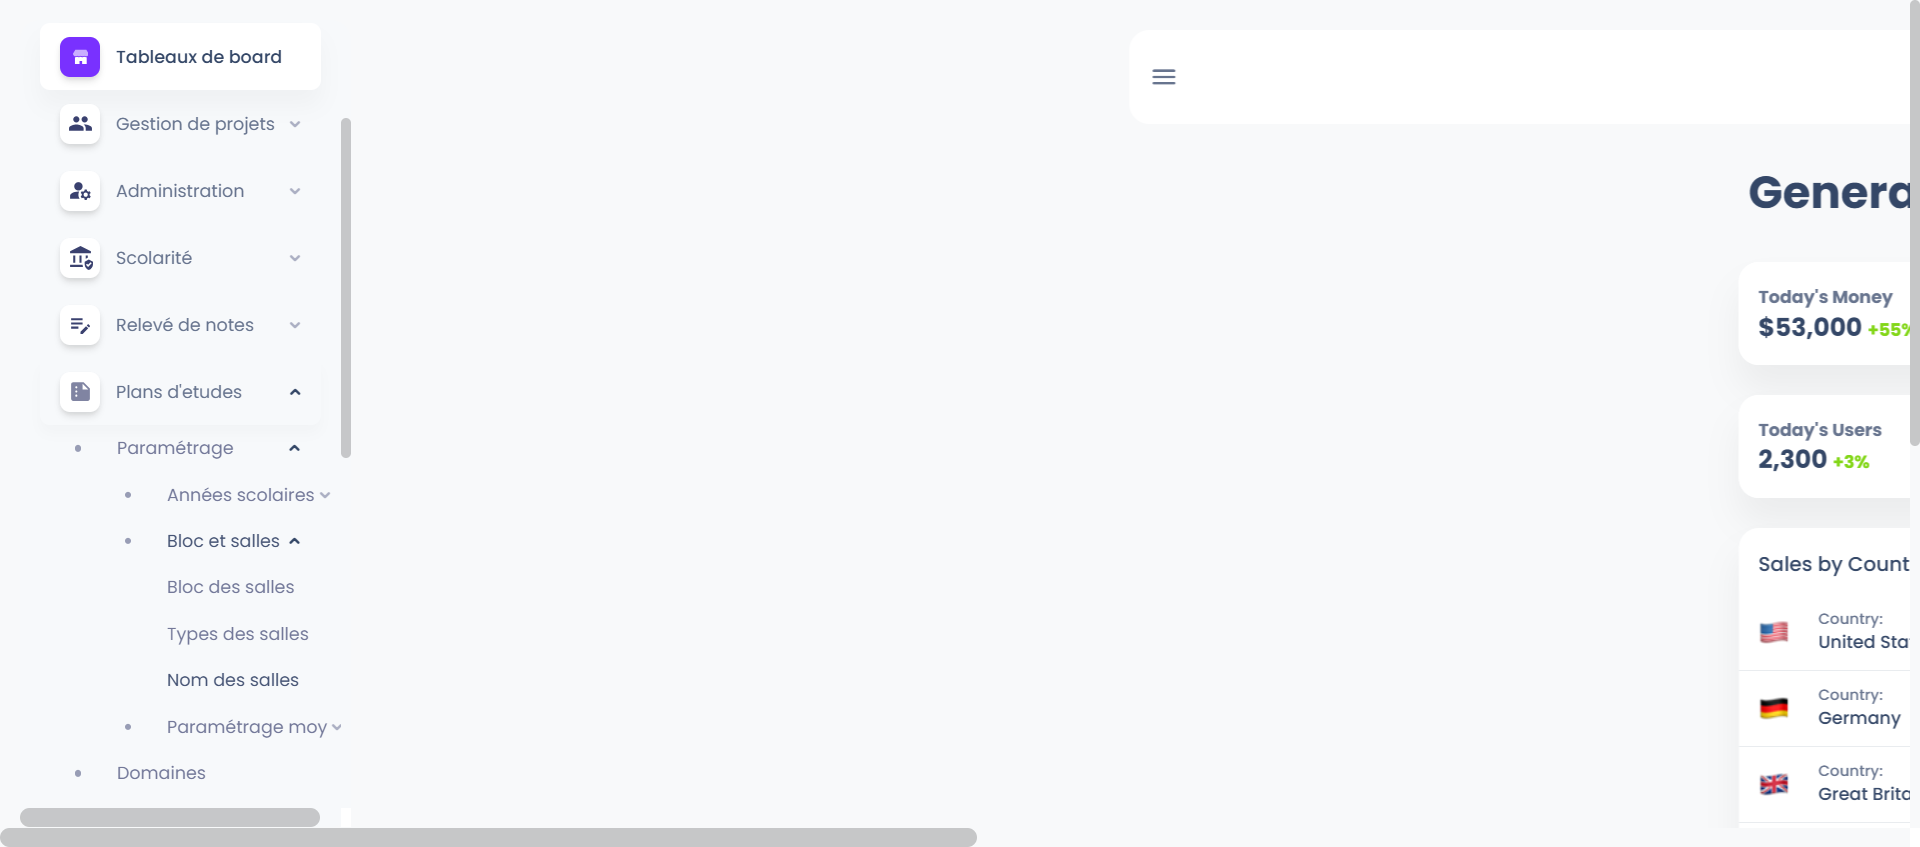 Tableaux de board
Gestion de projets
Administration
Scolarité
Relevé de notes
Plans d'etudes
Paramétrage
Années scolaires
Bloc et salles
Bloc des salles
Types des salles
Nom des salles
Paramétrage moy
Domaines
Genera
Today's Money
$53,000 +55%
Today's Users
2,300 +3%
Sales by Count
Country:
United Sta
Country:
Germany
Country:
Great Brita